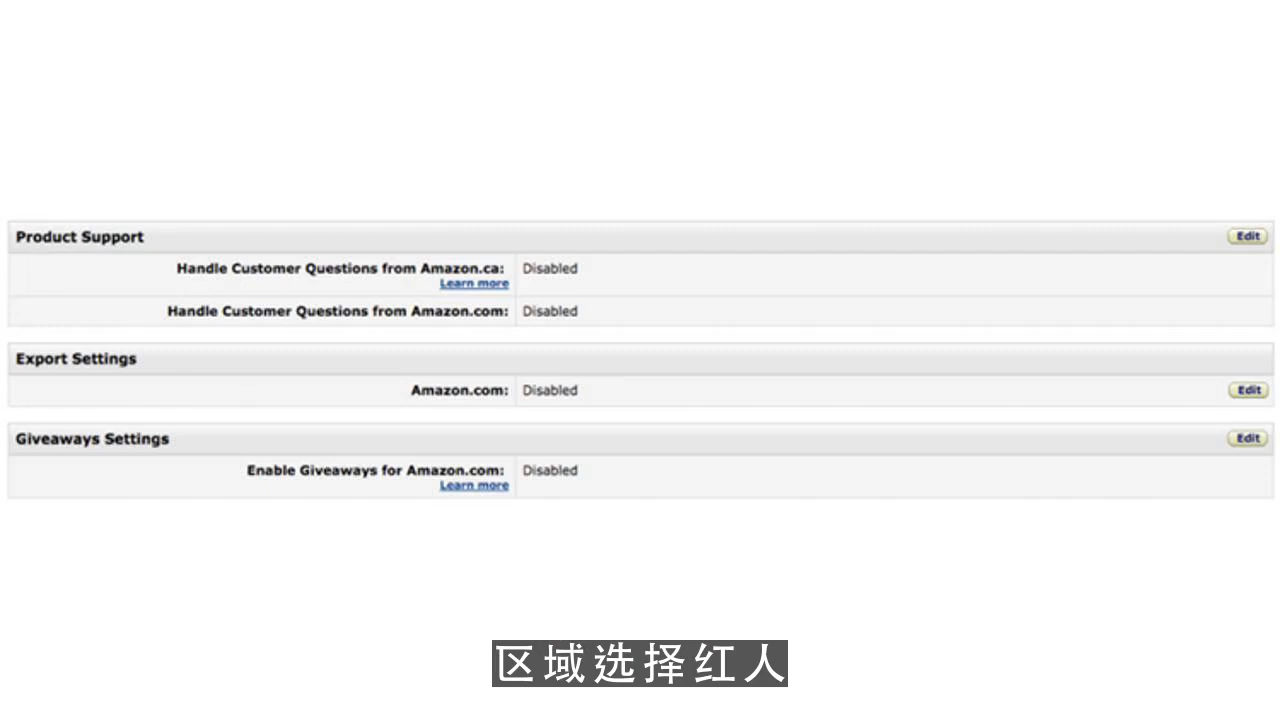 Product Support
Edit
Handle Customer Questions from Amazon.ca: Disabled
Learn more
Handle Customer Questions from Amazon.com: Disabled
Export Settings
Amazon.com: Disabled
Edit
Giveaways Settings
Edit
Enable Giveaways for Amazon.com: Disabled
Learn more
区域选择红人